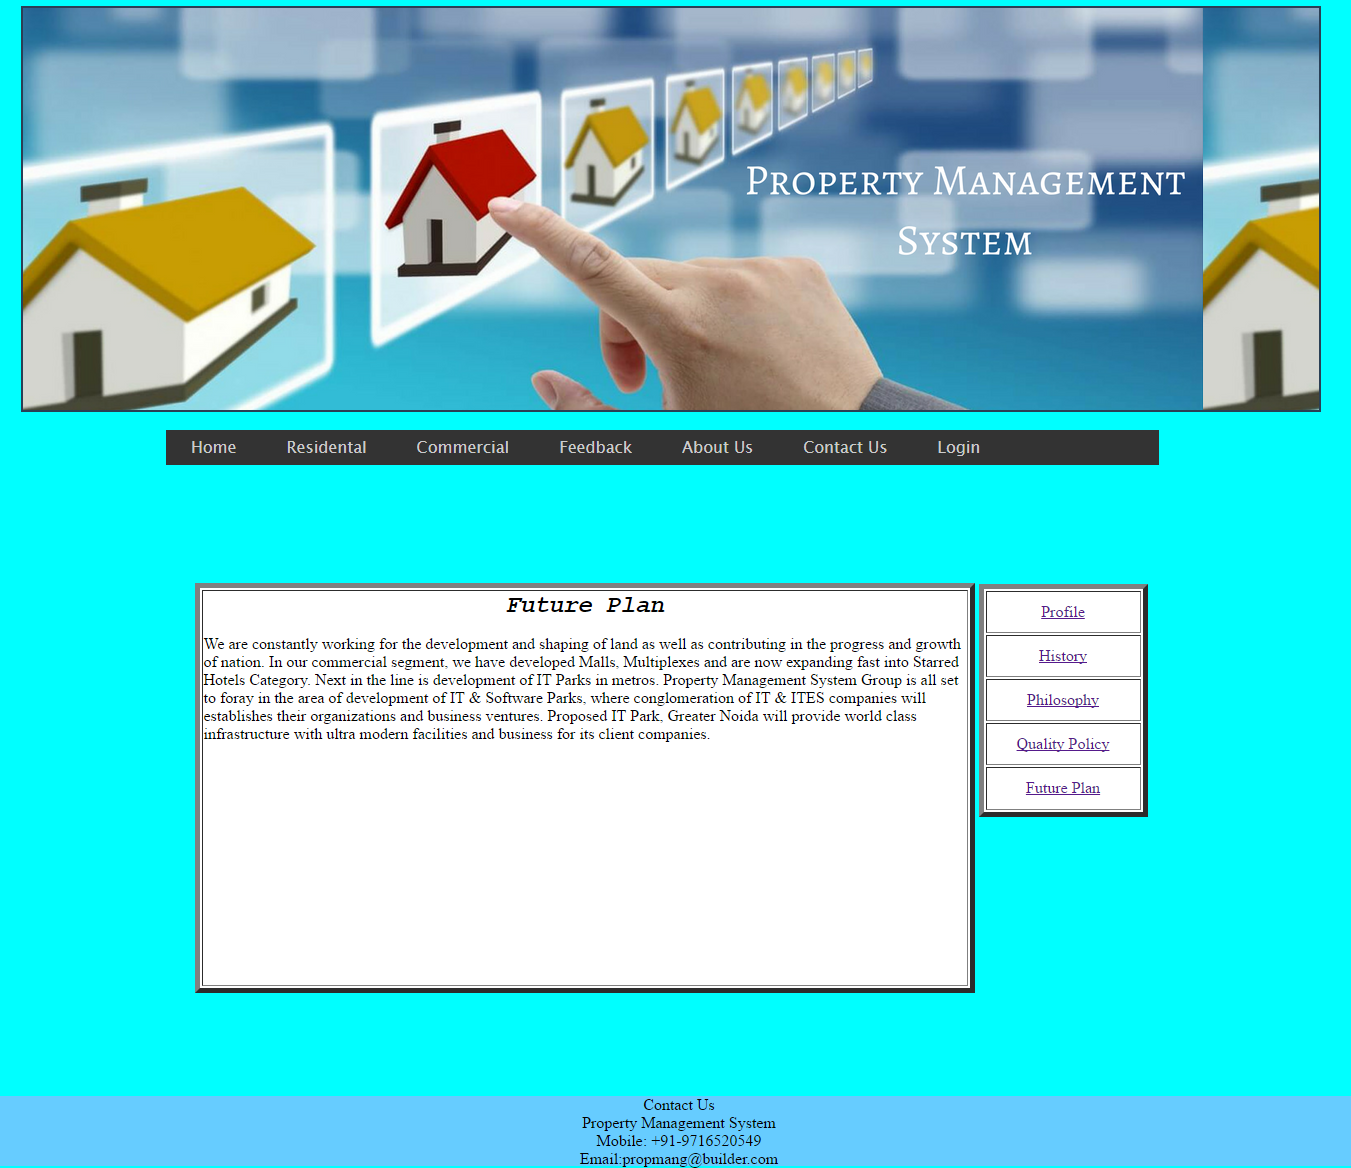 Property Management
System
Home Residental Commercial Feedback About Us Contact Us Login
Future Plan
We are constantly working for the development and shaping of land as well as contributing in the progress and growth
of nation. In our commercial segment, we have developed Malls, Multiplexes and are now expanding fast into Starred
Hotels Category. Next in the line is development of IT Parks in metros. Property Management System Group is all set
to foray in the area of development of IT & Software Parks, where conglomeration of IT & ITES companies will
establishes their organizations and business ventures. Proposed IT Park, Greater Noida will provide world class
infrastructure with ultra modern facilities and business for its client companies.
Profile
History
Philosophy
Quality Policy
Future Plan
Contact Us
Property Management System
Mobile: +91-9716520549
Email:propmang@builder.com